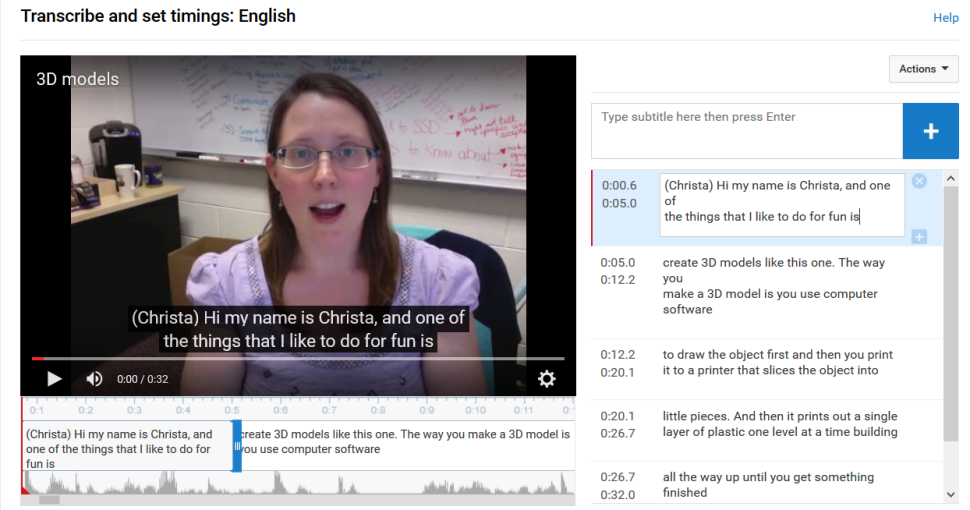 Transcribe and set timings: English
Help
3D models
(5)
SSD
to know about
(Christa) Hi my name is Christa, and one of
the things that I like to do for fun is
0:00 / 0:32
0:1 0:2 0:3 0:4 0:5 0:6 0:7 0:8 0:9 0:10 0:11
(Christa) Hi my name is Christa, and
one of the things that I like to do for
fun is
create 3D models like this one. The way you make a 3D model is
you use computer software
Actions
Type subtitle here then press Enter
+
0:00.6
0:05.0
(Christa) Hi my name is Christa, and one
of
the things that I like to do for fun is
0:05.0
0:12.2
create 3D models like this one. The way
you
make a 3D model is you use computer
software
0:12.2
0:20.1
to draw the object first and then you print
it to a printer that slices the object into
0:20.1
0:26.7
little pieces. And then it prints out a single
layer of plastic one level at a time building
0:26.7
0:32.0
all the way up until you get something
finished